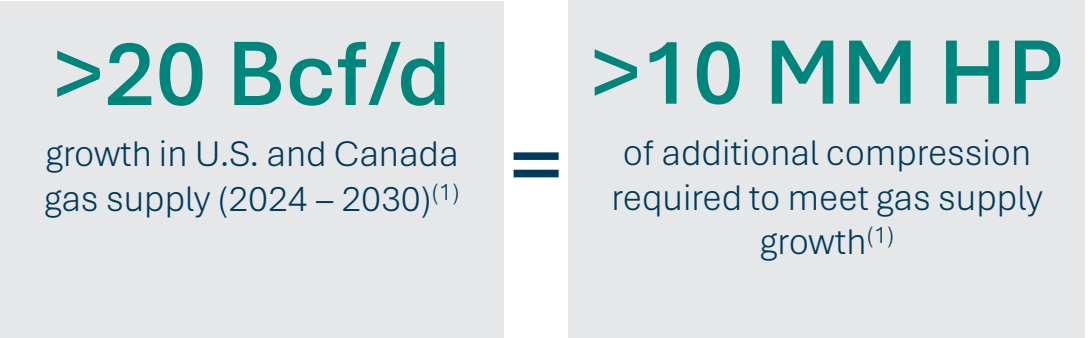 >20 Bcf/d
growth in U.S. and Canada
gas supply (2024 – 2030)(1)
=
>10 MM HP
of additional compression
required to meet gas supply
growth(1)